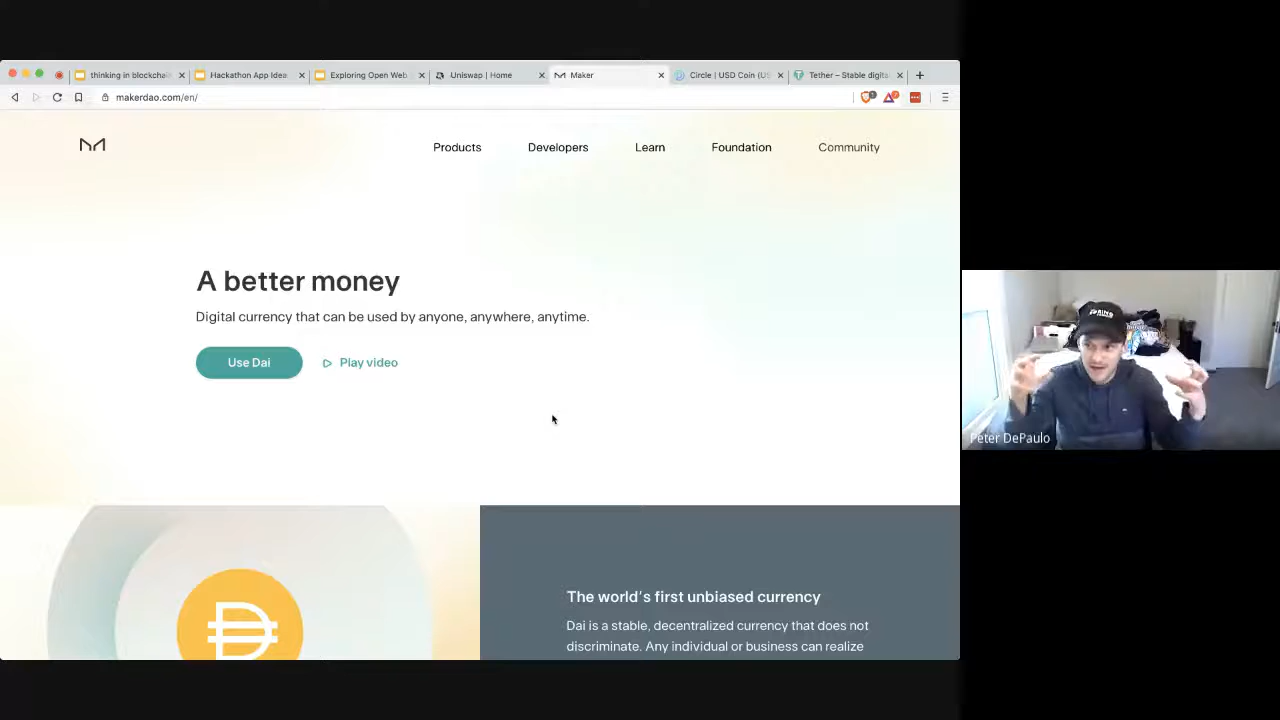 thinking in blockchain
Hackathon App Idea
Exploring Open Web
Uniswap | Home
Maker
Circle | USD Coin (US
Tether – Stable digita
makerdao.com/en/
Products
Developers
Learn
Foundation
Community
A better money
Digital currency that can be used by anyone, anywhere, anytime.
Use Dai
Play video
Peter DePaulo
The world's first unbiased currency
Dai is a stable, decentralized currency that does not
discriminate. Any individual or business can realize